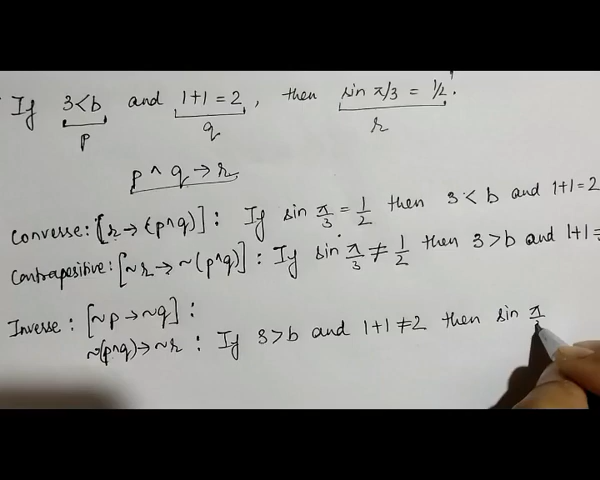 If 3<b and 1+1=2, then sin π/3 = 1/2.
p q r
p ^ q → r
Converse: [r → (p^q)] : If sin π/3 = 1/2 then 3 < b and 1+1=2
Contrapositive: [~r → ~(p^q)] : If sin π/3 ≠ 1/2 then 3>b and 1+1=
Inverse: [~p → ~q] :
~(p^q) → ~r : If 3>b and 1+1≠2 then sin π